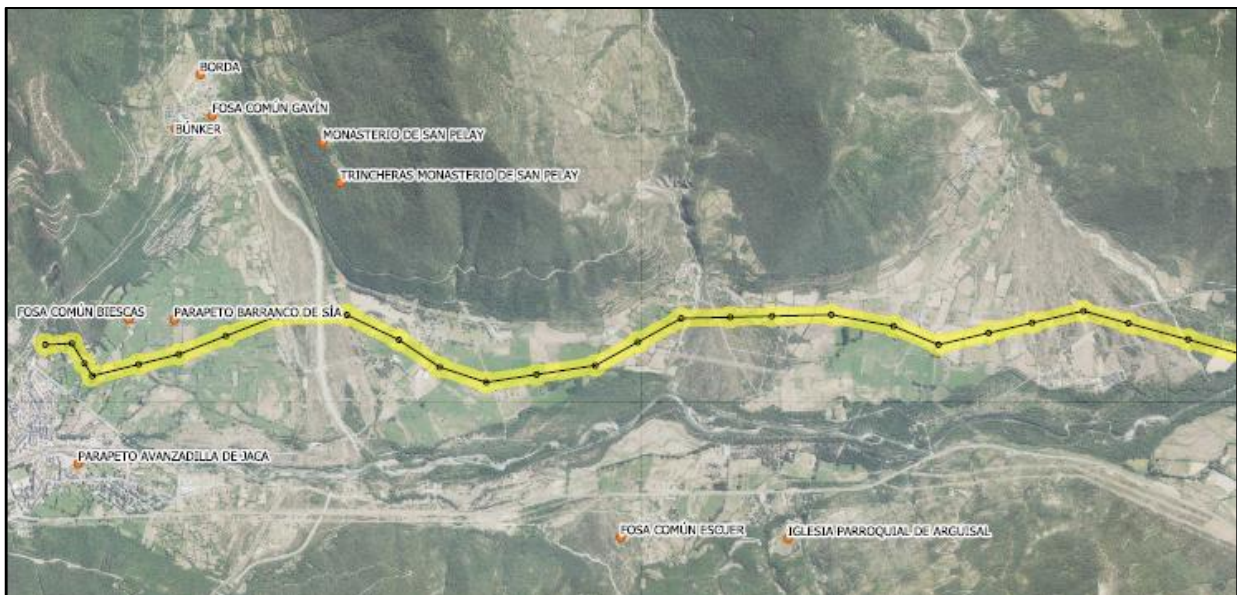 BORDA
FOSA COMÚN GAVÍN
BÚNKER
MONASTERIO DE SAN PELAY
TRINCHERAS MONASTERIO DE SAN PELAY
FOSA COMÚN BIESCAS
PARAPETO BARRANCO DE SÍA
PARAPETO AVANZADILLA DE JACA
FOSA COMÚN ESCUER
IGLESIA PARROQUIAL DE ARGUISAL